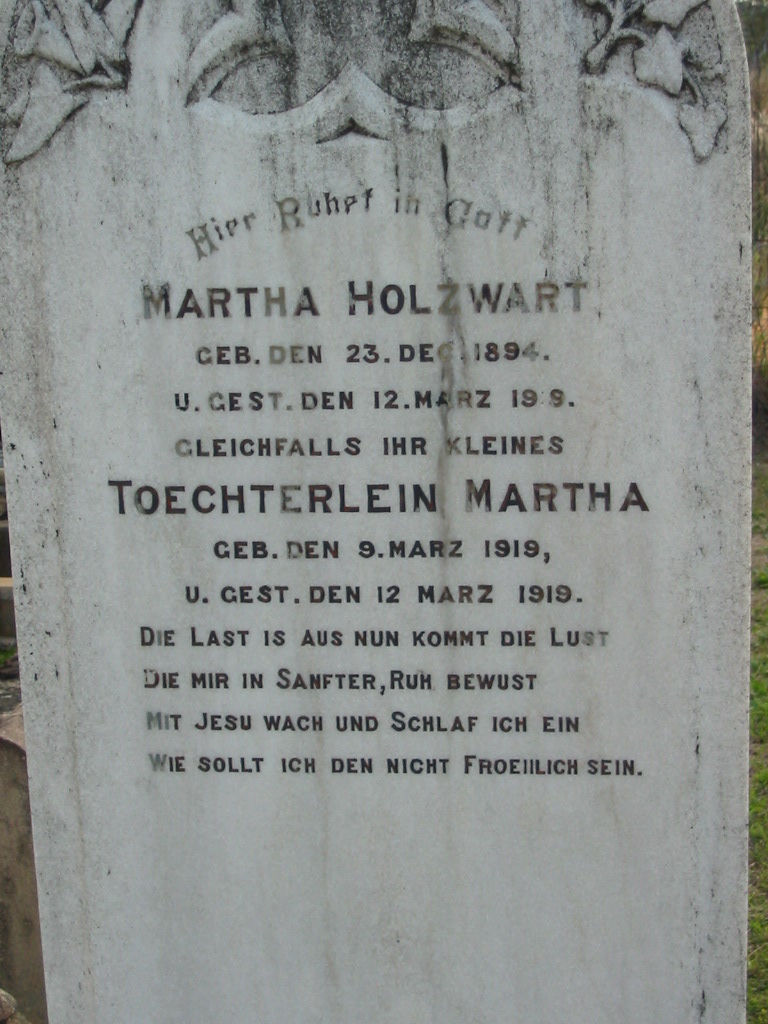 Hier Ruhet in Gott
MARTHA HOLZWART
GEB. DEN 23. DEC. 1894.
U. GEST. DEN 12. MARZ 1919.
GLEICHFALLS IHR KLEINES
TOECHTERLEIN MARTHA
GEB. DEN 9. MARZ 1919,
U. GEST. DEN 12 MARZ 1919.
DIE LAST IS AUS NUN KOMMT DIE LUST
DIE MIR IN SANFTER, RUH BEWUST
MIT JESU WACH UND SCHLAF ICH EIN
WIE SOLLT ICH DEN NICHT FROEHLICH SEIN.